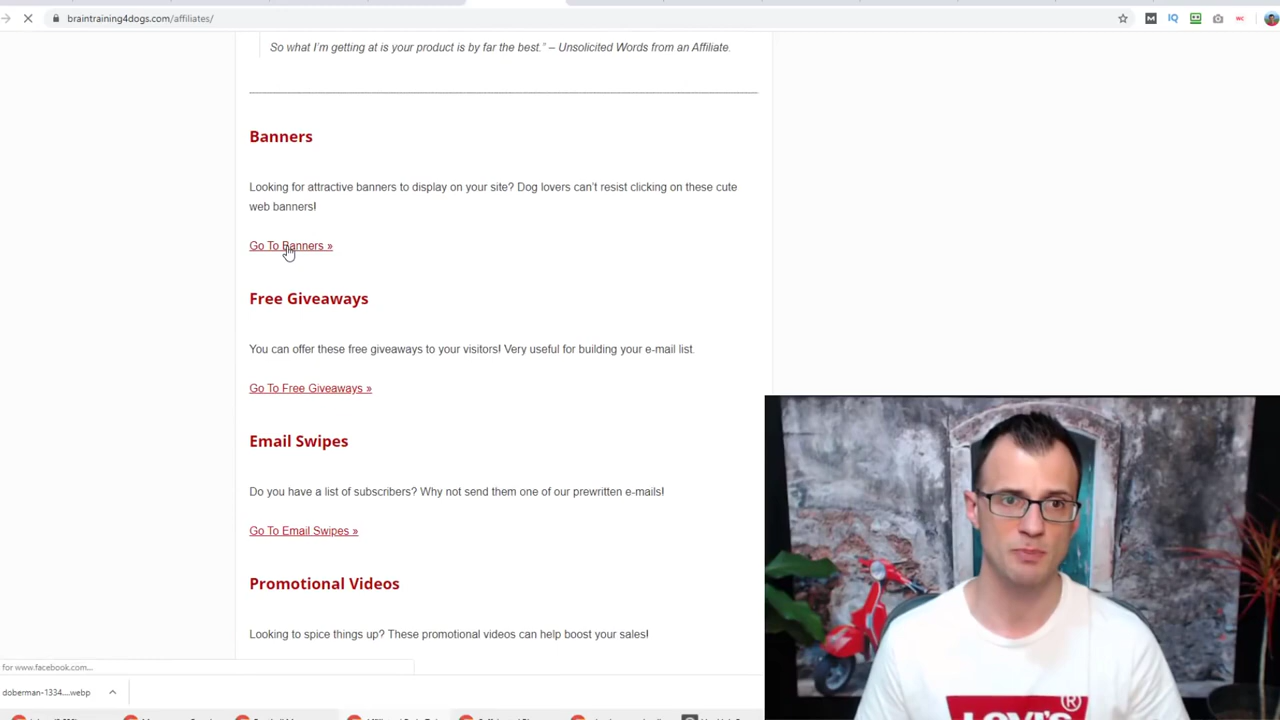 braintraining4dogs.com/affiliates/
So what I'm getting at is your product is by far the best." – Unsolicited Words from an Affiliate.
Banners
Looking for attractive banners to display on your site? Dog lovers can't resist clicking on these cute
web banners!
Go To Banners »
Free Giveaways
You can offer these free giveaways to your visitors! Very useful for building your e-mail list.
Go To Free Giveaways »
Email Swipes
Do you have a list of subscribers? Why not send them one of our prewritten e-mails!
Go To Email Swipes »
Promotional Videos
Looking to spice things up? These promotional videos can help boost your sales!
for www.facebook.com...
doberman-1334....webp
LEVI'S
®